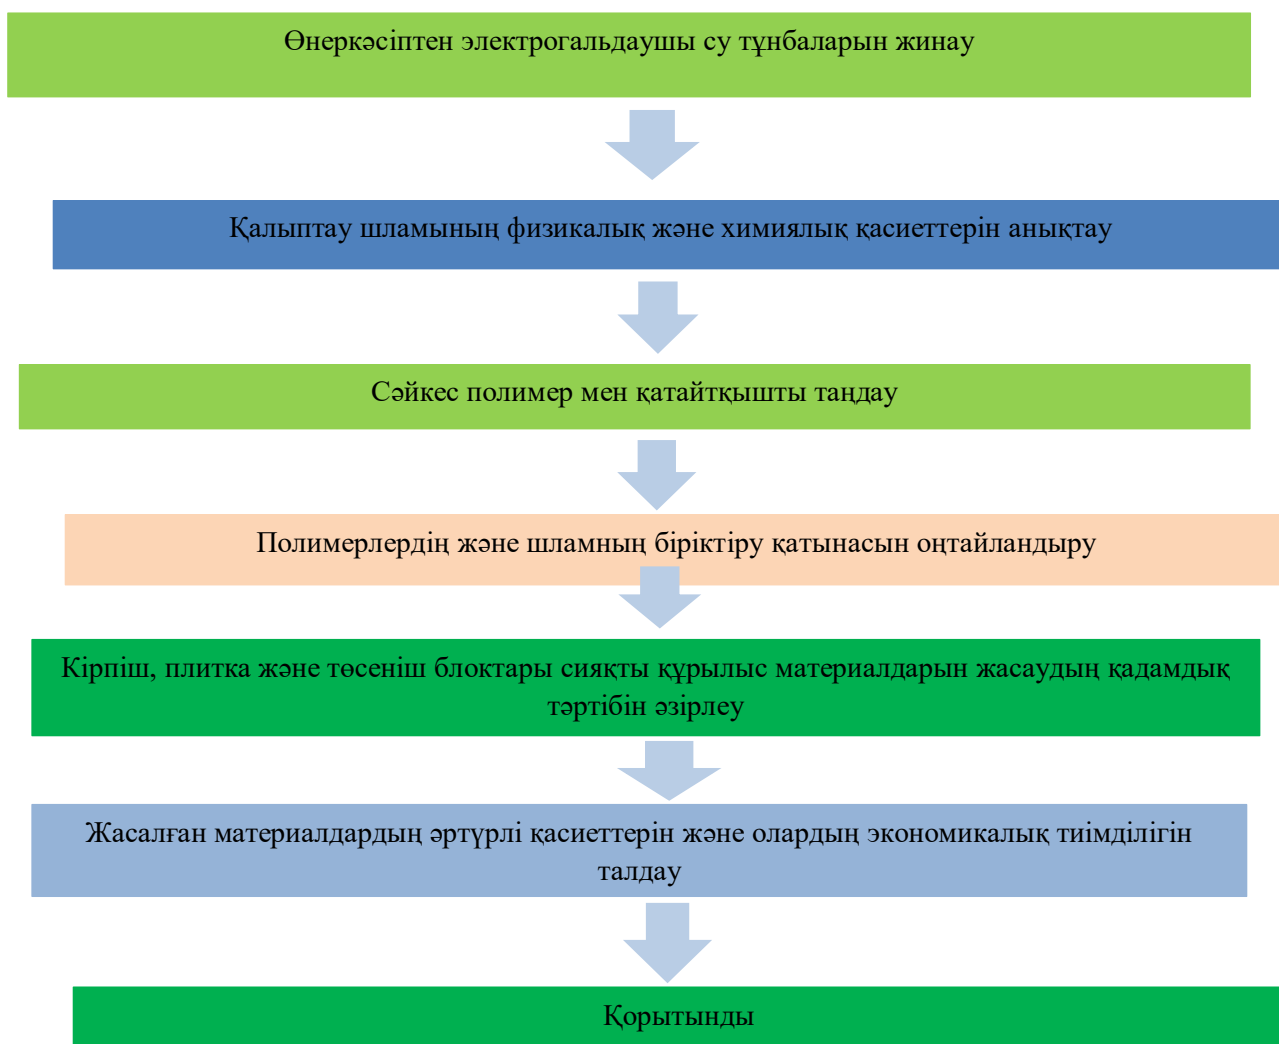 Өнеркәсіптен электрогальдаушы су тұнбаларын жинау
Қалыптау шламының физикалық және химиялық қасиеттерін анықтау
Сәйкес полимер мен қатайтқышты таңдау
Полимерлердің және шламның біріктіру қатынасын оңтайландыру
Кірпіш, плитка және төсеніш блоктары сияқты құрылыс материалдарын жасаудың қадамдық
тәртібін әзірлеу
Жасалған материалдардың әртүрлі қасиеттерін және олардың экономикалық тиімділігін
талдау
Қорытынды